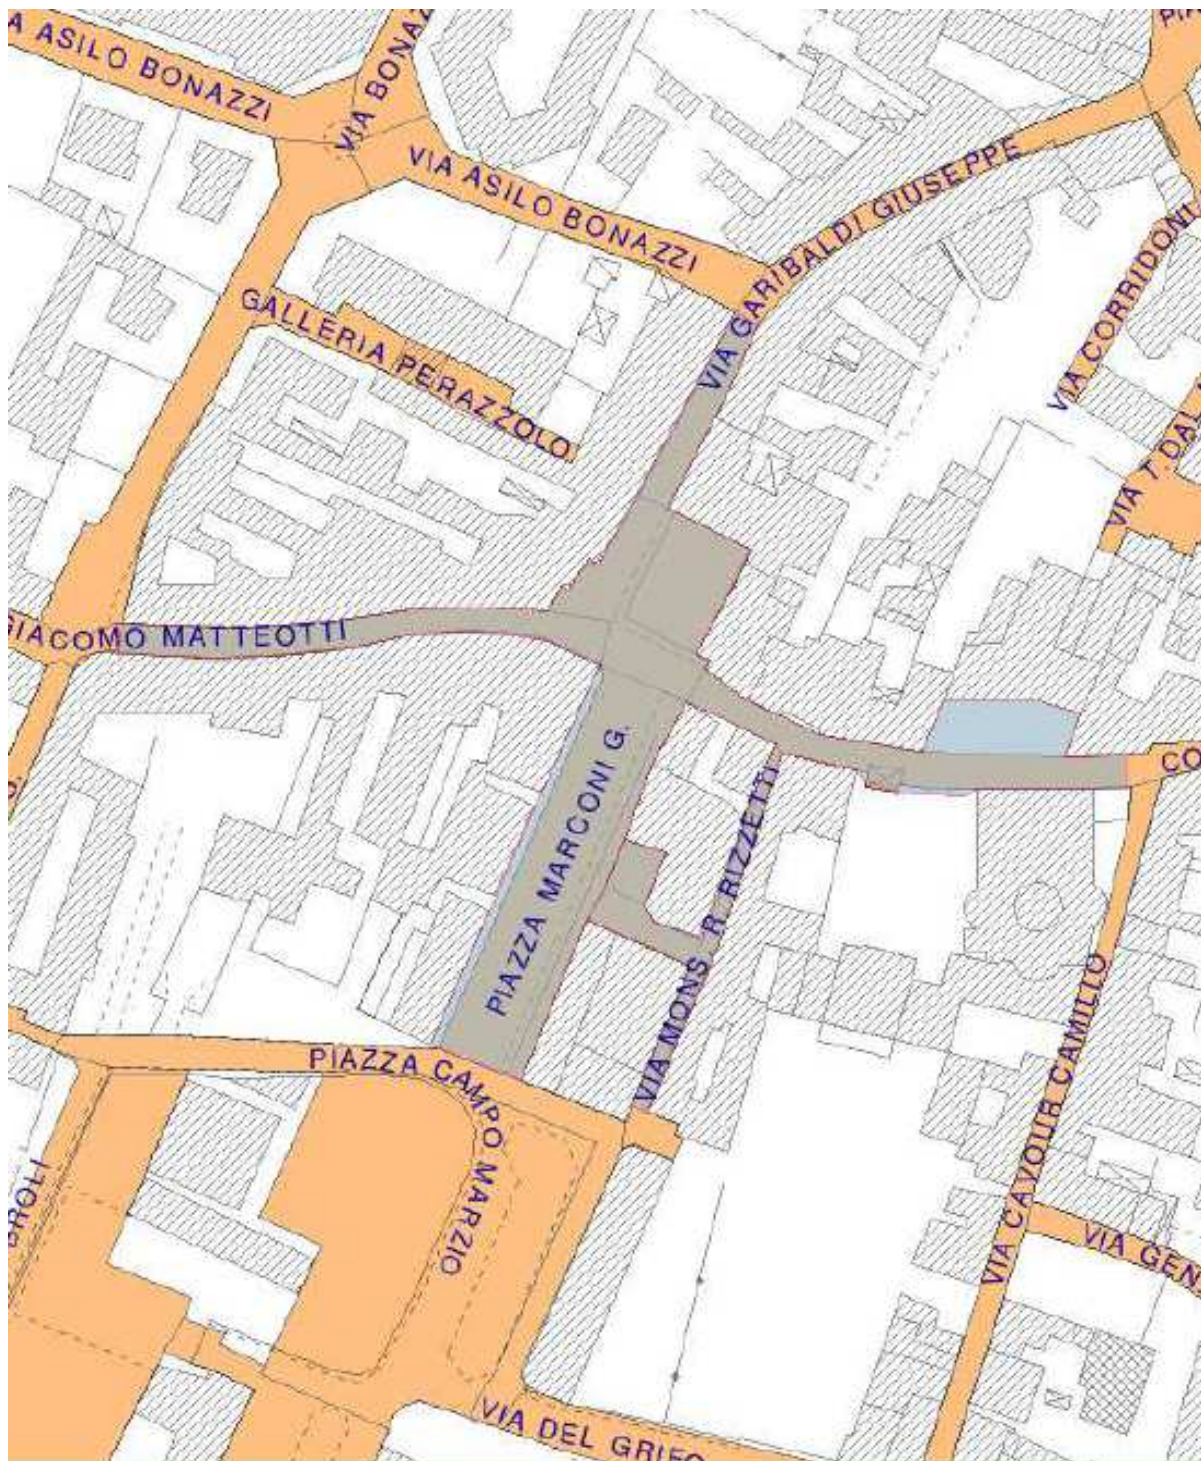 A ASILO BONAZZI
VIA BONAZ
PIA
VIA ASILO BONAZZI
VIA GARIBALDI GIUSEPPE
VIA CORRIDONI
GALLERIA PERAZZOLO
VIA T. DAL
GIACOMO MATTEOTTI
PIAZZA MARCONI G.
CO
VIA MONS. R. RIZZETTI
PIAZZA CAMPO MARZIO
VIA CAVOUR CAMILLO
VIA GEN
VIA DEL GRIFO